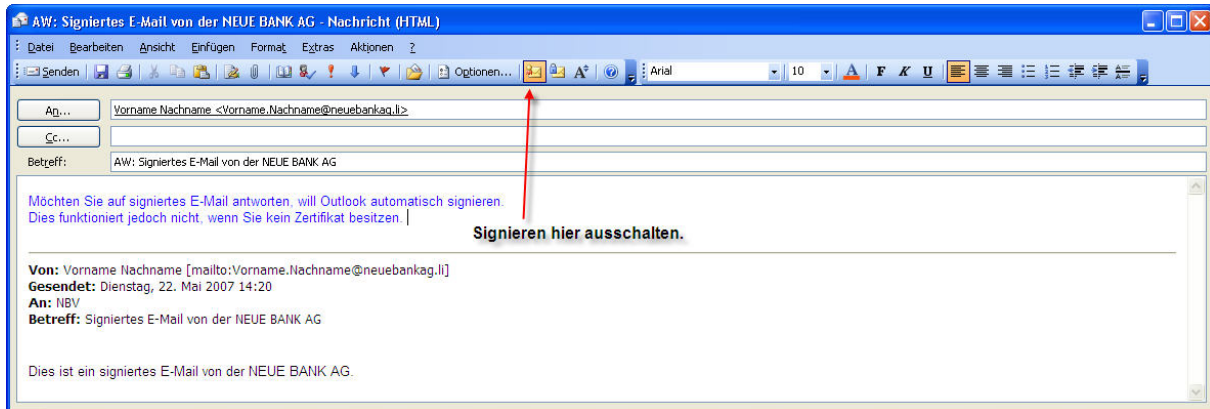 AW: Signiertes E-Mail von der NEUE BANK AG - Nachricht (HTML)
Datei Bearbeiten Ansicht Einfügen Format Extras Aktionen ?
Senden Optionen... A Arial 10 A F K U
An... Vorname Nachname <Vorname.Nachname@neuebankag.li>
Cc...
Betreff: AW: Signiertes E-Mail von der NEUE BANK AG
Möchten Sie auf signiertes E-Mail antworten, will Outlook automatisch signieren.
Dies funktioniert jedoch nicht, wenn Sie kein Zertifikat besitzen.
Signieren hier ausschalten.
Von: Vorname Nachname [mailto:Vorname.Nachname@neuebankag.li]
Gesendet: Dienstag, 22. Mai 2007 14:20
An: NBV
Betreff: Signiertes E-Mail von der NEUE BANK AG
Dies ist ein signiertes E-Mail von der NEUE BANK AG.